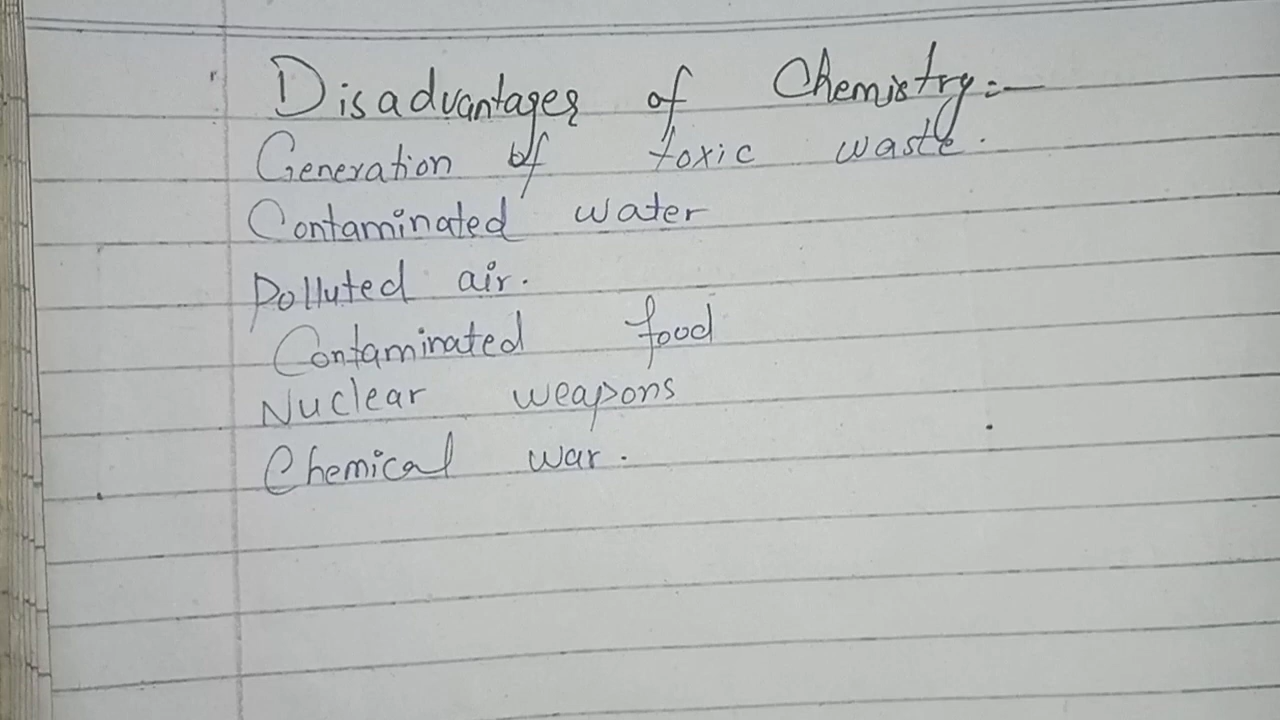 Disadvantages of Chemistry:-
Generation of toxic waste.
Contaminated water
Polluted air.
Contaminated food
Nuclear weapons
Chemical war.